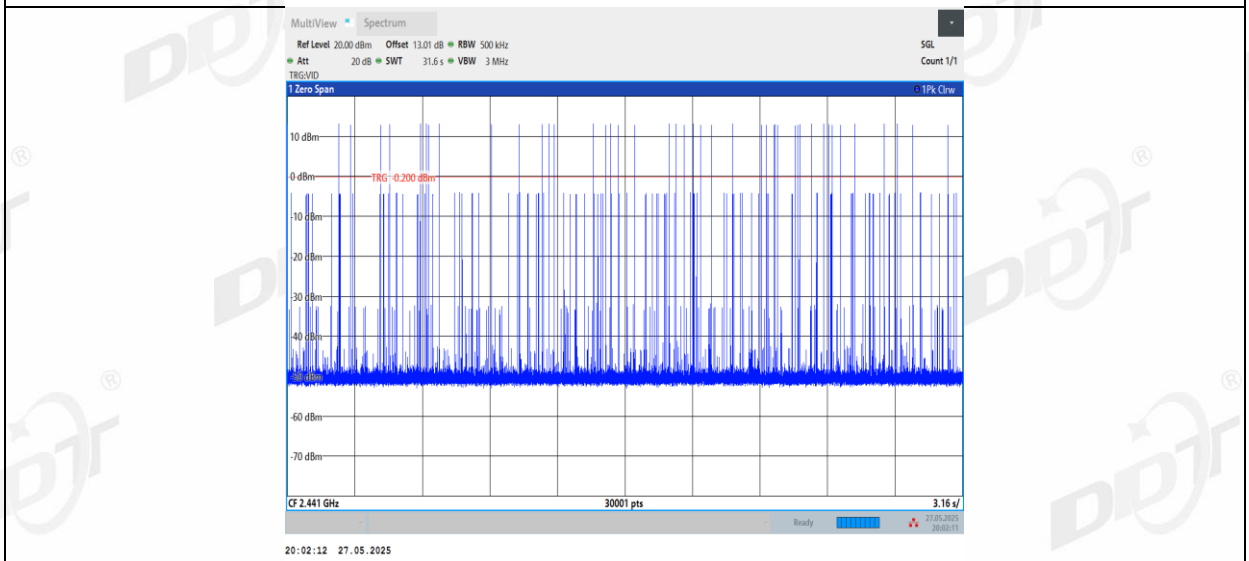 MultiView Spectrum
Ref Level 20.00 dBm Offset 13.01 dB RBW 500 kHz SGL
Att 20 dB SWT 31.6 s VBW 3 MHz Count 1/1
TRG:VID
1 Zero Span 1Pk Clrw
10 dBm
0 dBm
TRG -0.200 dBm
-10 dBm
-20 dBm
-30 dBm
-40 dBm
-50 dBm
-60 dBm
-70 dBm
CF 2.441 GHz 30001 pts 3.16 s/
Ready 27.05.2025
20:02:11
20:02:12 27.05.2025
DDT ®